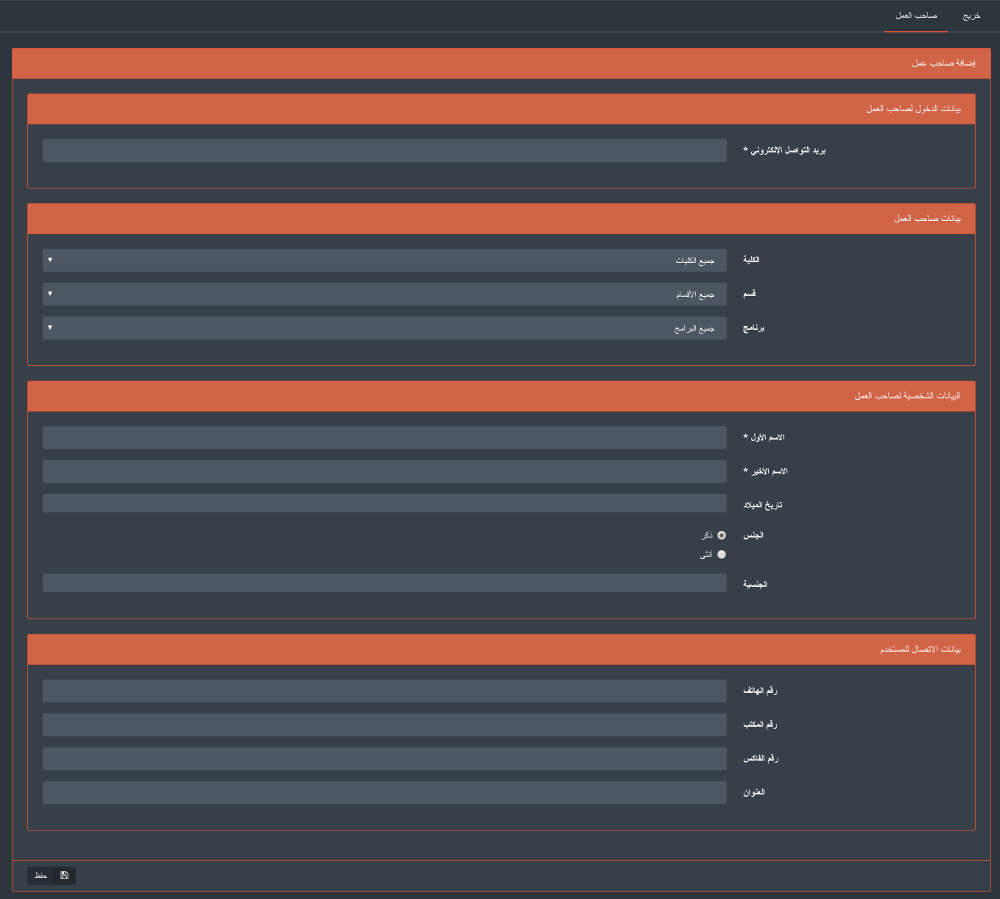 خريج
صاحب العمل
إضافة صاحب عمل
بيانات الدخول لصاحب العمل
بريد التواصل الإلكتروني *
بيانات صاحب العمل
الكلية
جميع الكليات
قسم
جميع الأقسام
برنامج
جميع البرامج
البيانات الشخصية لصاحب العمل
الاسم الأول *
الاسم الأخير *
تاريخ الميلاد
الجنس
ذكر
أنثى
الجنسية
بيانات الاتصال للمستخدم
رقم الهاتف
رقم المكتب
رقم الفاكس
العنوان
حفظ